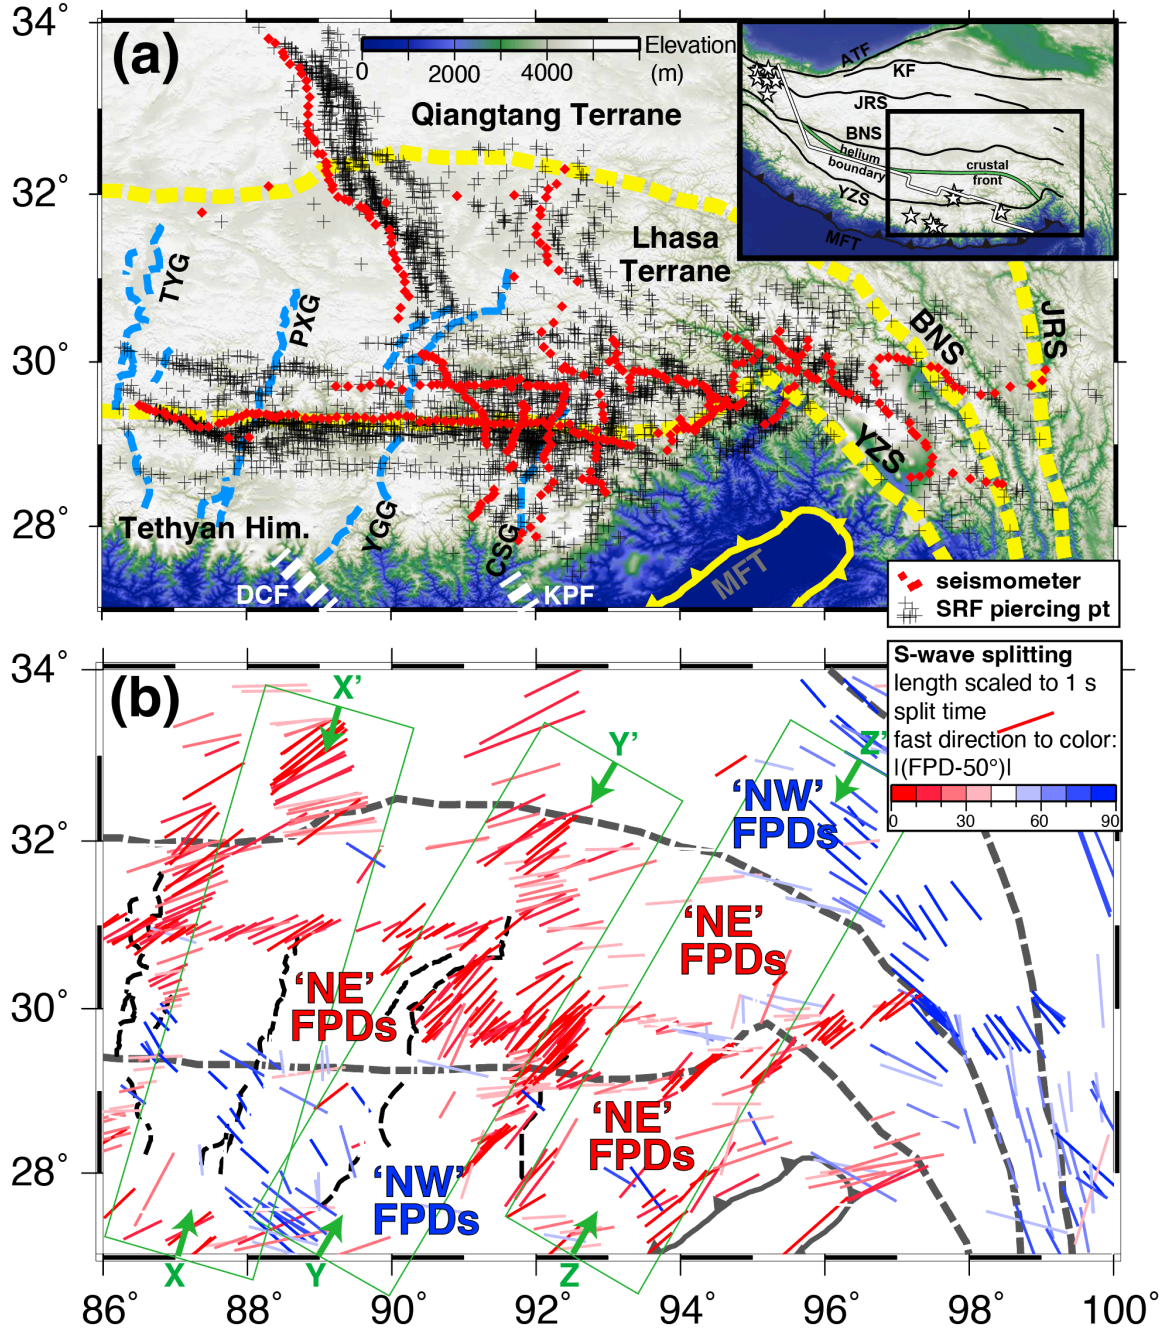 34°
(a)
Elevation
0 2000 4000 (m)
Qiangtang Terrane
ATF
KF
JRS
BNS
helium
boundary
crustal
front
YZS
MFT
32°
Lhasa
Terrane
TYG
PXG
BNS
JRS
30°
YZS
28°
Tethyan Him.
YGG
CSG
DCF
KPF
MFT
seismometer
SRF piercing pt
34°
(b)
X'
Y'
Z'
S-wave splitting
length scaled to 1 s
split time
fast direction to color:
|(FPD-50°)|
0 30 60 90
32°
'NW'
FPDs
'NE'
FPDs
30°
'NE'
FPDs
'NE'
FPDs
28°
'NW'
FPDs
X
Y
Z
86° 88° 90° 92° 94° 96° 98° 100°